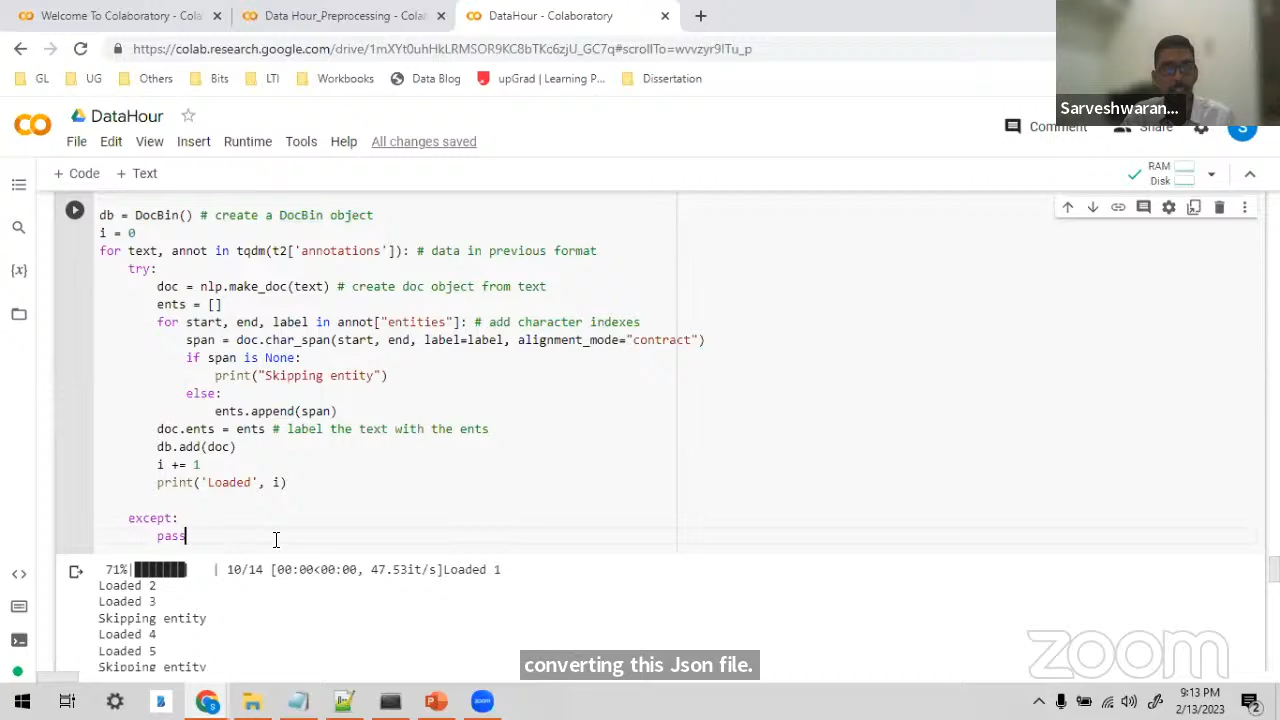 Welcome To Colaboratory - Colab
Data Hour_Preprocessing - Colab
DataHour - Colaboratory
https://colab.research.google.com/drive/1mXYt0uhHkLRMSOR9KC8bTKc6zjU_GC7q#scrollTo=wvvzyr9ITu_p
GL
UG
Others
Bits
LTI
Workbooks
Data Blog
upGrad | Learning P...
Dissertation
Sarveshwaran...
DataHour
File Edit View Insert Runtime Tools Help All changes saved
Comment
Share
S
+ Code + Text
RAM
Disk
db = DocBin() # create a DocBin object
i = 0
for text, annot in tqdm(t2['annotations']): # data in previous format
try:
doc = nlp.make_doc(text) # create doc object from text
ents = []
for start, end, label in annot["entities"]: # add character indexes
span = doc.char_span(start, end, label=label, alignment_mode="contract")
if span is None:
print("Skipping entity")
else:
ents.append(span)
doc.ents = ents # label the text with the ents
db.add(doc)
i += 1
print('Loaded', i)
except:
pass
71%| | 10/14 [00:00<00:00, 47.53it/s]Loaded 1
Loaded 2
Loaded 3
Skipping entity
Loaded 4
Loaded 5
Skipping entity
converting this Json file.
zoom
zoom
9:13 PM
2/13/2023
2